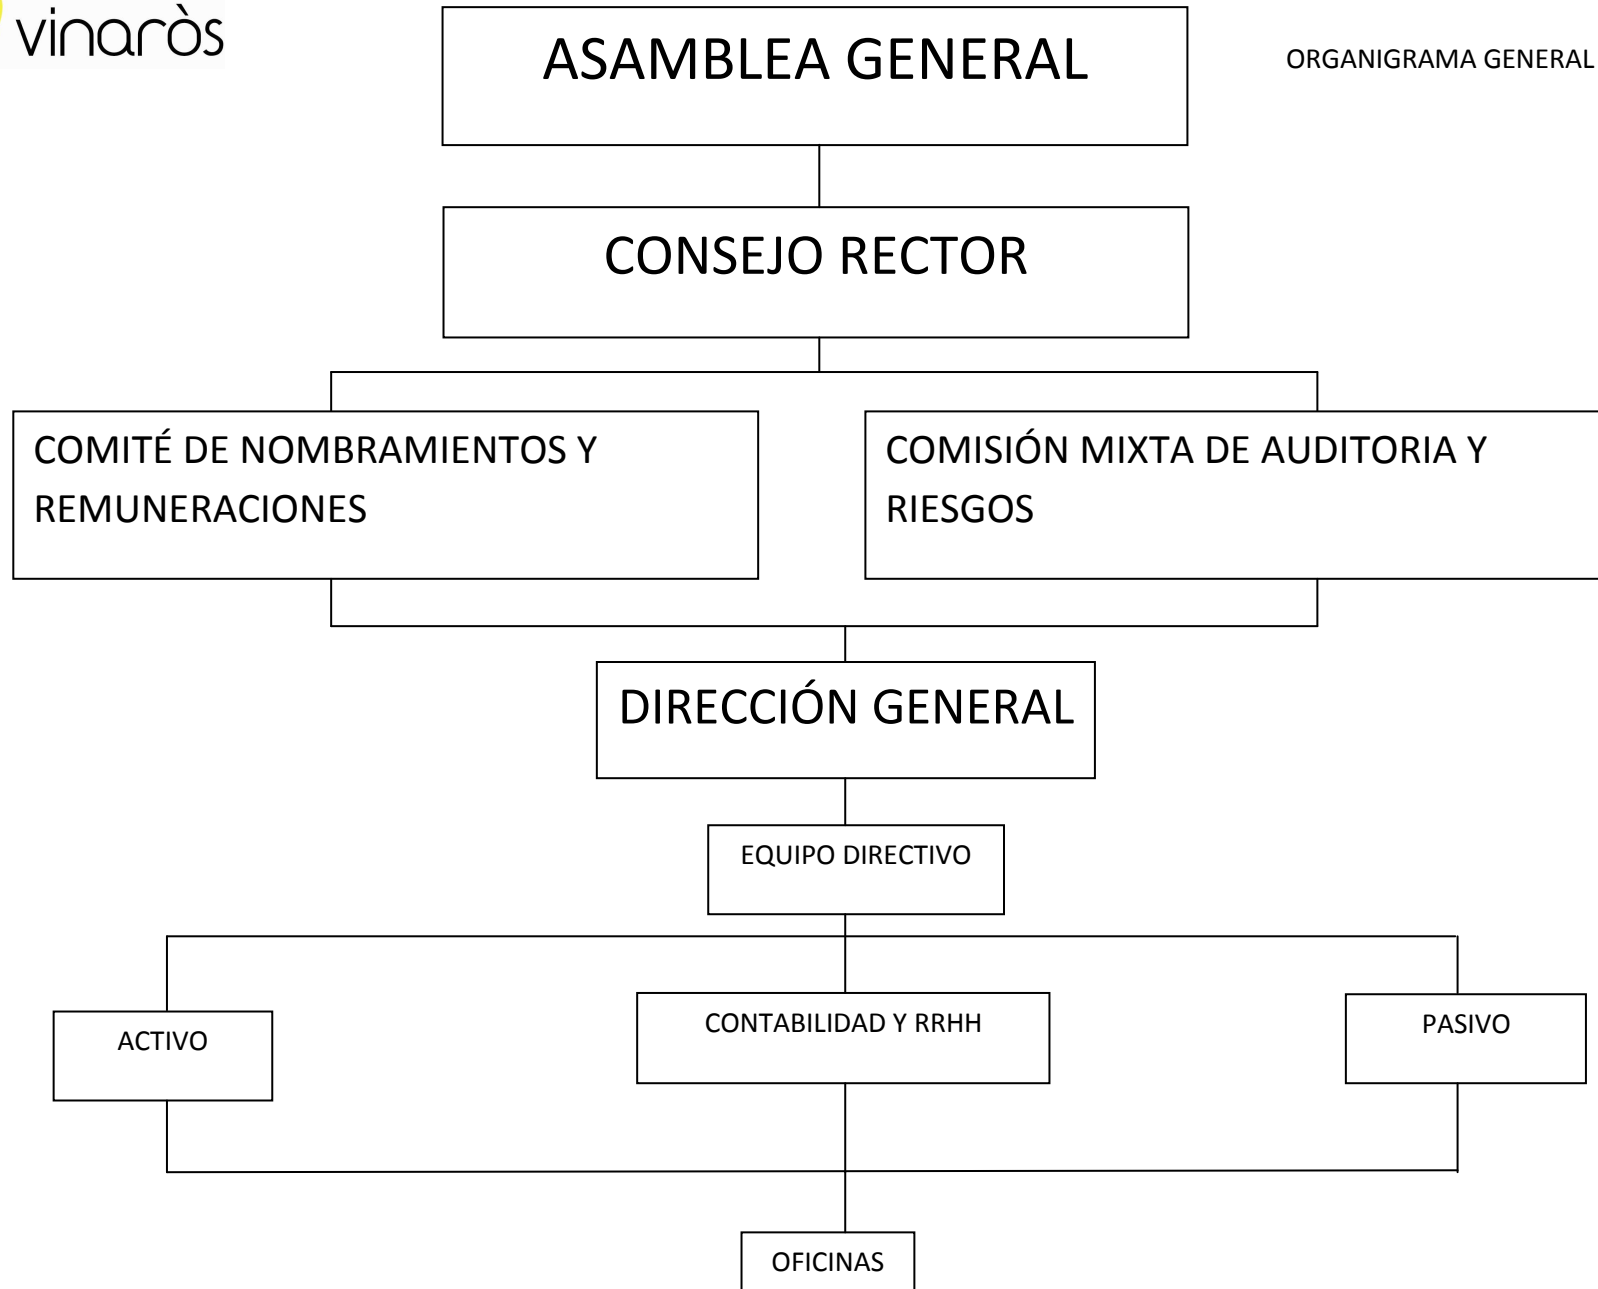 vinaròs
ASAMBLEA GENERAL
ORGANIGRAMA GENERAL
CONSEJO RECTOR
COMITÉ DE NOMBRAMIENTOS Y
REMUNERACIONES
COMISIÓN MIXTA DE AUDITORIA Y
RIESGOS
DIRECCIÓN GENERAL
EQUIPO DIRECTIVO
ACTIVO
CONTABILIDAD Y RRHH
PASIVO
OFICINAS